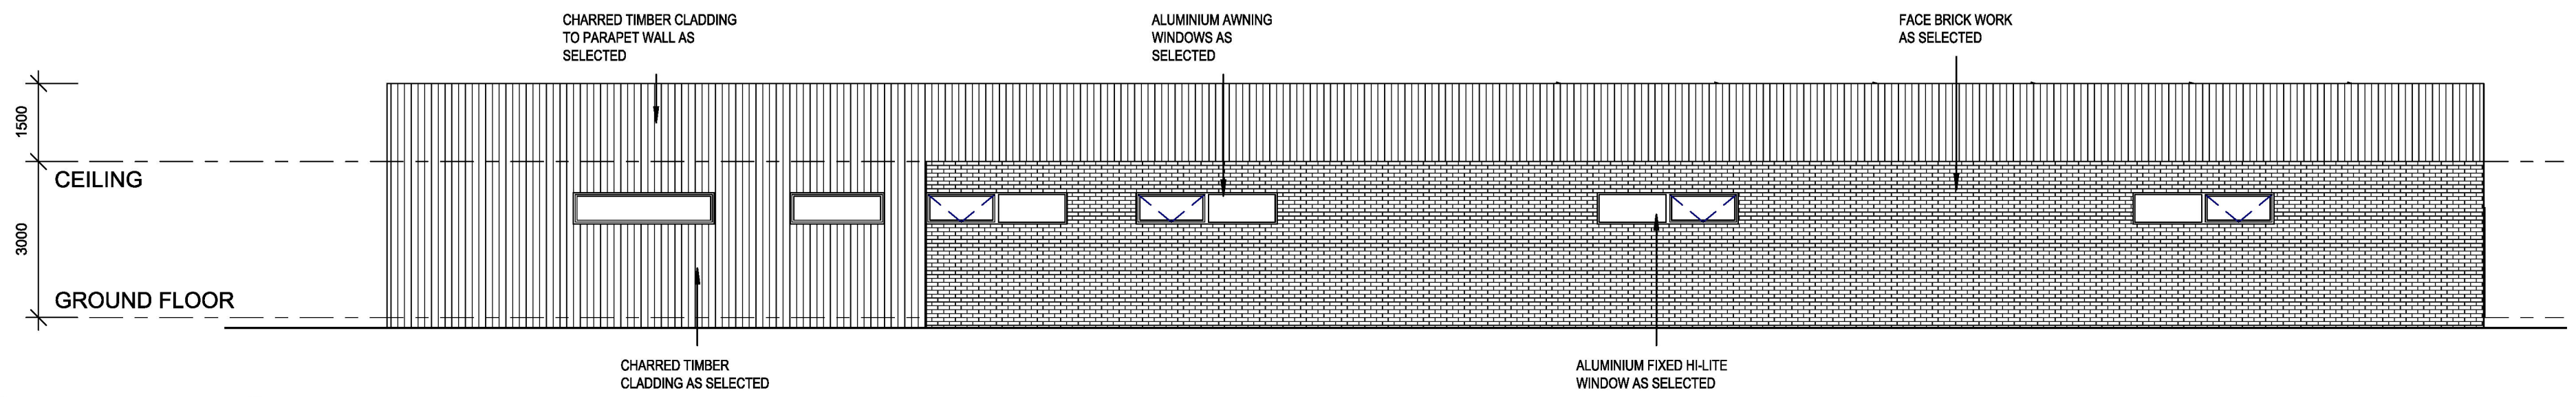 CHARRED TIMBER CLADDING
TO PARAPET WALL AS
SELECTED
ALUMINIUM AWNING
WINDOWS AS
SELECTED
FACE BRICK WORK
AS SELECTED
1500
CEILING
3000
GROUND FLOOR
CHARRED TIMBER
CLADDING AS SELECTED
ALUMINIUM FIXED HI-LITE
WINDOW AS SELECTED